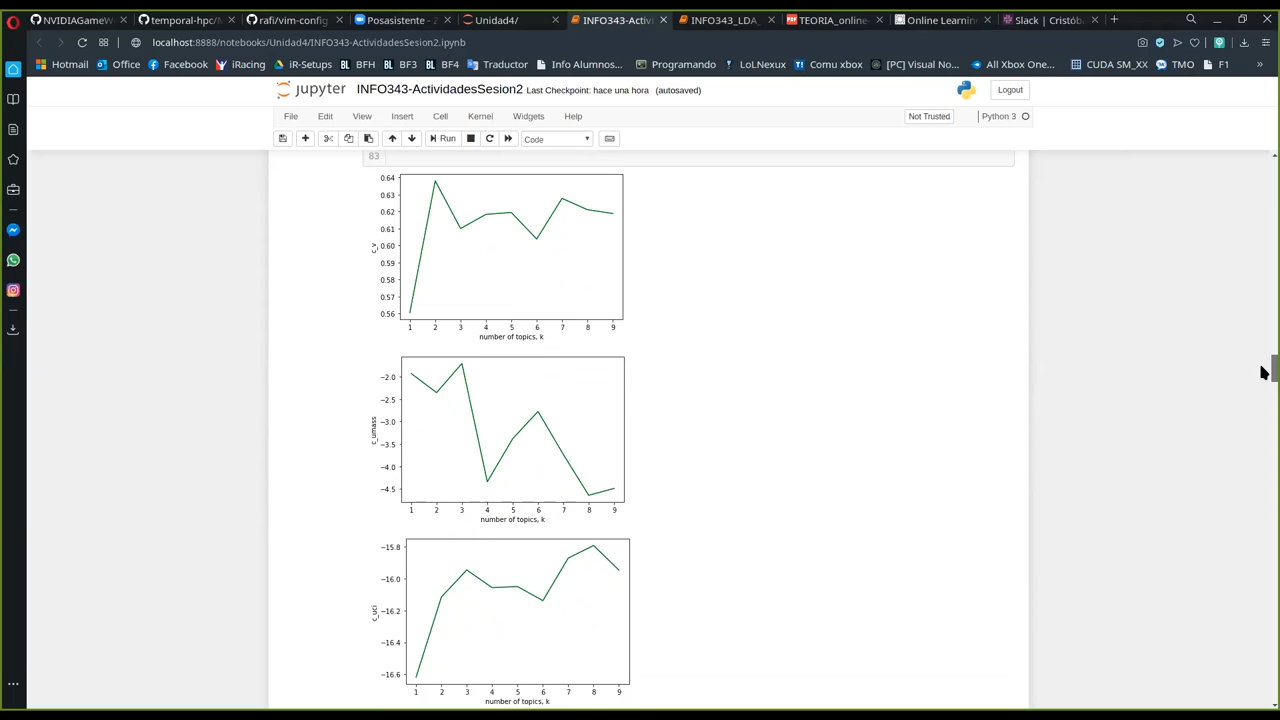 NVIDIAGameW
temporal-hpc/M
rafi/vim-config
Posasistente - 2
Unidad4/
INFO343-Activi
INFO343_LDA_
TEORIA_online
Online Learning
Slack | Cristób
localhost:8888/notebooks/Unidad4/INFO343-ActividadesSesion2.ipynb
Hotmail Office Facebook iRacing iR-Setups BFH BF3 BF4 Traductor Info Alumnos... Programando LoLNexus Comu xbox [PC] Visual No... All Xbox One... CUDA SM_XX TMO F1 »
jupyter INFO343-ActividadesSesion2 Last Checkpoint: hace una hora (autosaved) Logout
File Edit View Insert Cell Kernel Widgets Help Not Trusted Python 3
Run Code
83
0.64
0.63
0.62
0.61
0.60
0.59
0.58
0.57
0.56
c_v
1 2 3 4 5 6 7 8 9
number of topics, k
−2.0
−2.5
−3.0
−3.5
−4.0
−4.5
c_umass
1 2 3 4 5 6 7 8 9
number of topics, k
−15.8
−16.0
−16.2
−16.4
−16.6
c_uci
1 2 3 4 5 6 7 8 9
number of topics, k